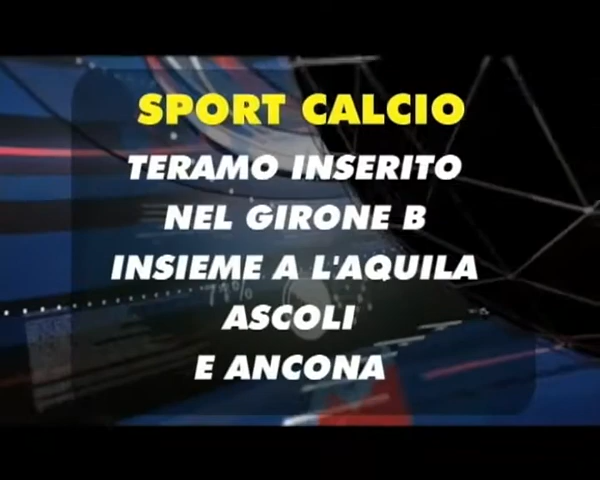 SPORT CALCIO
TERAMO INSERITO
NEL GIRONE B
INSIEME A L'AQUILA
ASCOLI
E ANCONA